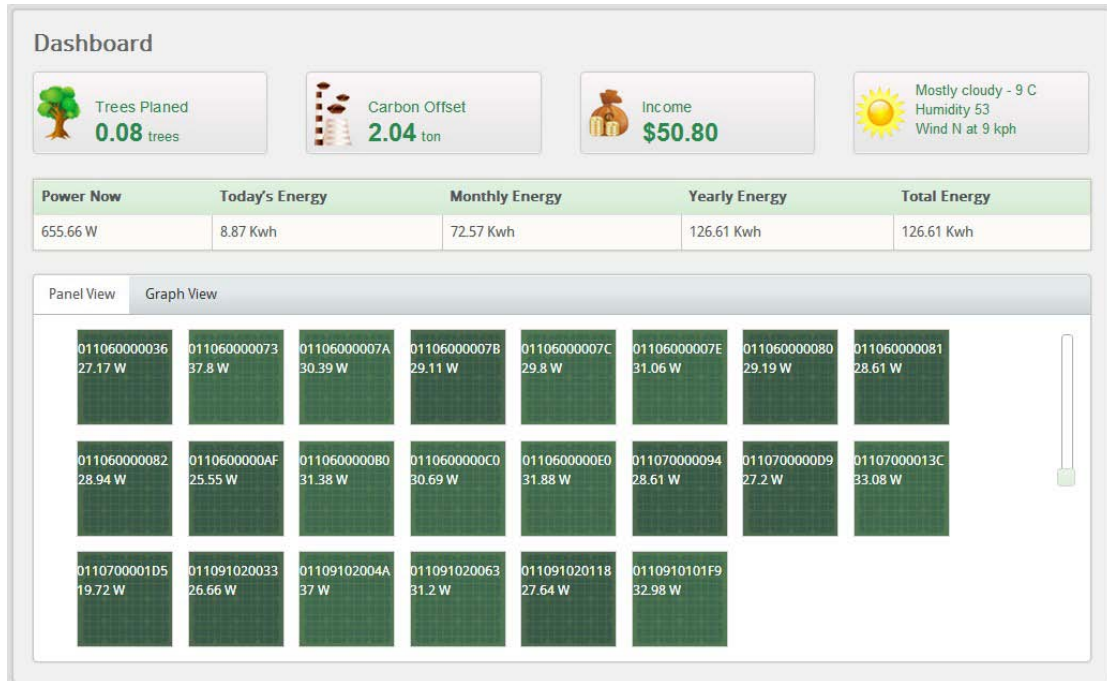 Dashboard
Trees Planed
0.08 trees
Carbon Offset
2.04 ton
Income
$50.80
Mostly cloudy - 9 C
Humidity 53
Wind N at 9 kph
Power Now Today's Energy Monthly Energy Yearly Energy Total Energy
655.66 W 8.87 Kwh 72.57 Kwh 126.61 Kwh 126.61 Kwh
Panel View Graph View
011060000036 011060000073 01106000007A 01106000007B 01106000007C 01106000007E 011060000080 011060000081
27.17 W 37.8 W 30.39 W 29.11 W 29.8 W 31.06 W 29.19 W 28.61 W
011060000082 0110600000AF 0110600000B0 0110600000C0 0110600000E0 011070000094 0110700000D9 01107000013C
28.94 W 25.55 W 31.38 W 30.69 W 31.88 W 28.61 W 27.2 W 33.08 W
0110700001D5 011091020033 01109102004A 011091020063 011091020118 0110910101F9
19.72 W 26.66 W 37 W 31.2 W 27.64 W 32.98 W